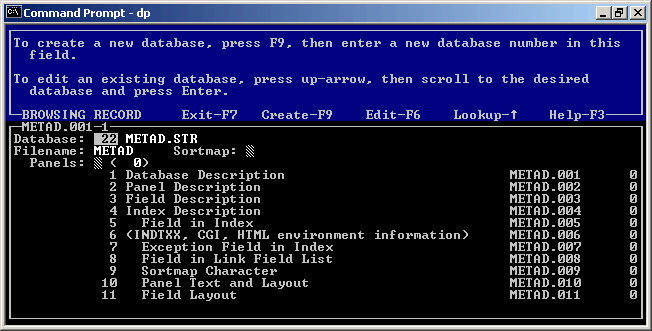 Command Prompt - dp
To create a new database, press F9, then enter a new database number in this
field.
To edit an existing database, press up-arrow, then scroll to the desired
database and press Enter.
BROWSING RECORD Exit-F7 Create-F9 Edit-F6 Lookup-↑ Help-F3
METAD.001-1
Database: 22 METAD.STR
Filename: METAD Sortmap:
Panels: ( 0)
1 Database Description METAD.001 0
2 Panel Description METAD.002 0
3 Field Description METAD.003 0
4 Index Description METAD.004 0
5 Field in Index METAD.005 0
6 (INDTXX, CGI, HTML environment information) METAD.006 0
7 Exception Field in Index METAD.007 0
8 Field in Link Field List METAD.008 0
9 Sortmap Character METAD.009 0
10 Panel Text and Layout METAD.010 0
11 Field Layout METAD.011 0